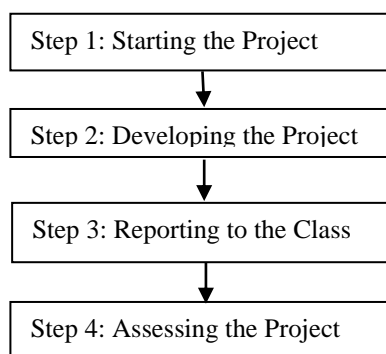 Step 1: Starting the Project
Step 2: Developing the Project
Step 3: Reporting to the Class
Step 4: Assessing the Project